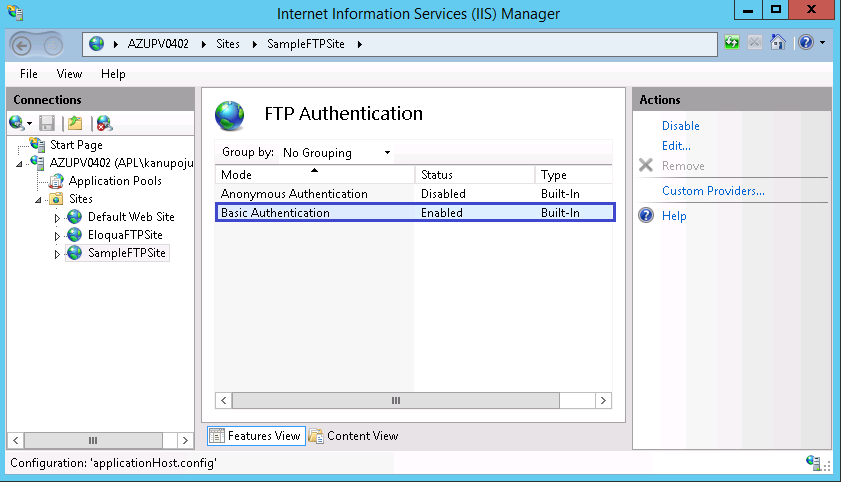 Internet Information Services (IIS) Manager
AZUPV0402 Sites SampleFTPSite
File View Help
Connections
Start Page
AZUPV0402 (APL\kanupoju
Application Pools
Sites
Default Web Site
EloquaFTPSite
SampleFTPSite
FTP Authentication
Group by: No Grouping
Mode Status Type
Anonymous Authentication Disabled Built-In
Basic Authentication Enabled Built-In
Features View Content View
Actions
Disable
Edit...
Remove
Custom Providers...
Help
Configuration: 'applicationHost.config'